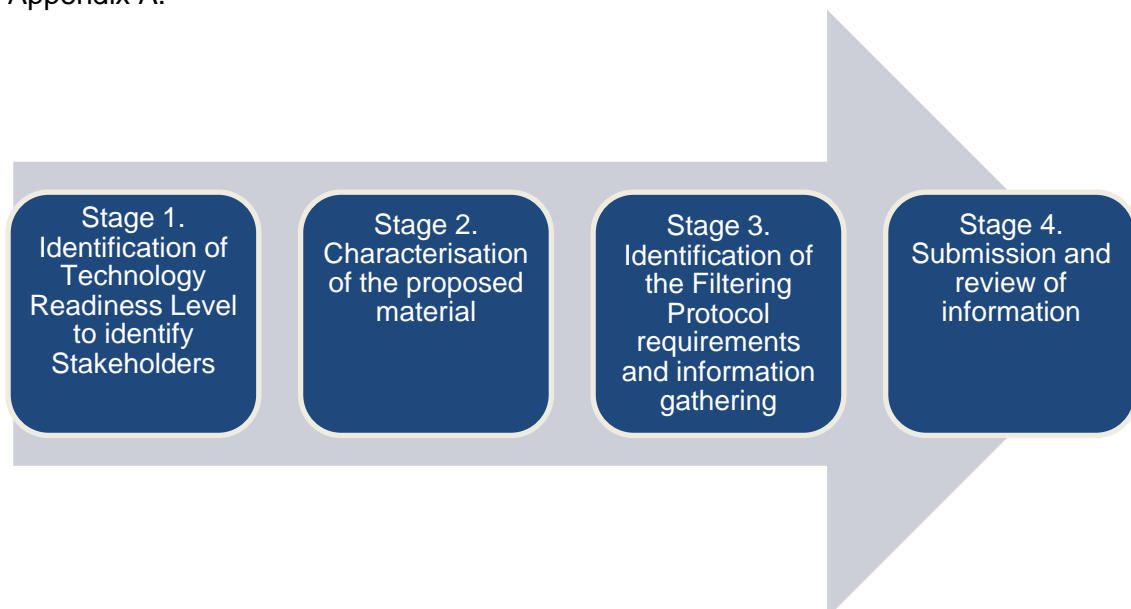 Appendix A.
Stage 1.
Identification of
Technology
Readiness Level
to identify
Stakeholders
Stage 2.
Characterisation
of the proposed
material
Stage 3.
Identification of
the Filtering
Protocol
requirements
and information
gathering
Stage 4.
Submission and
review of
information